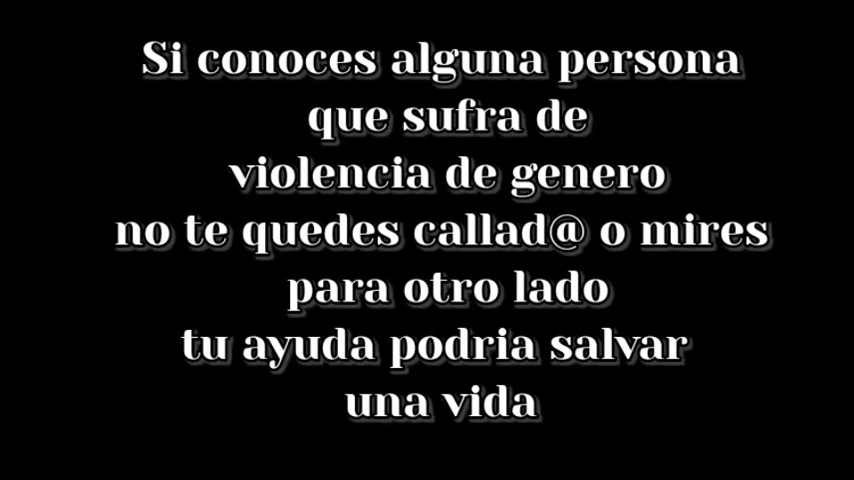 Si conoces alguna persona
que sufra de
violencia de genero
no te quedes callad@ o mires
para otro lado
tu ayuda podria salvar
una vida